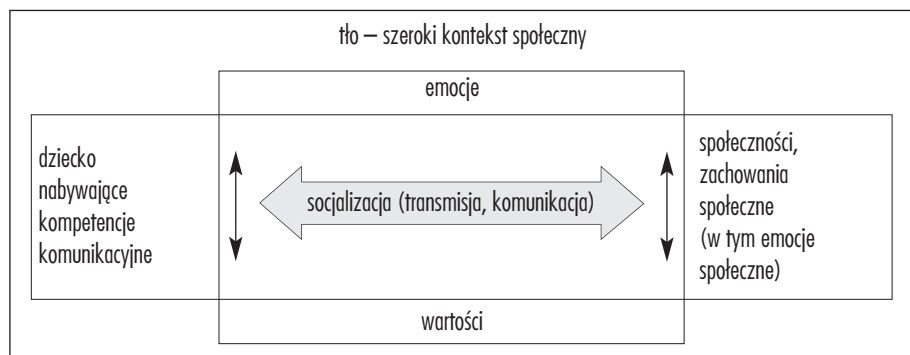 tło – szeroki kontekst społeczny
emocje
dziecko
nabywające
kompetencje
komunikacyjne
socjalizacja (transmisja, komunikacja)
społeczności,
zachowania
społeczne
(w tym emocje
społeczne)
wartości